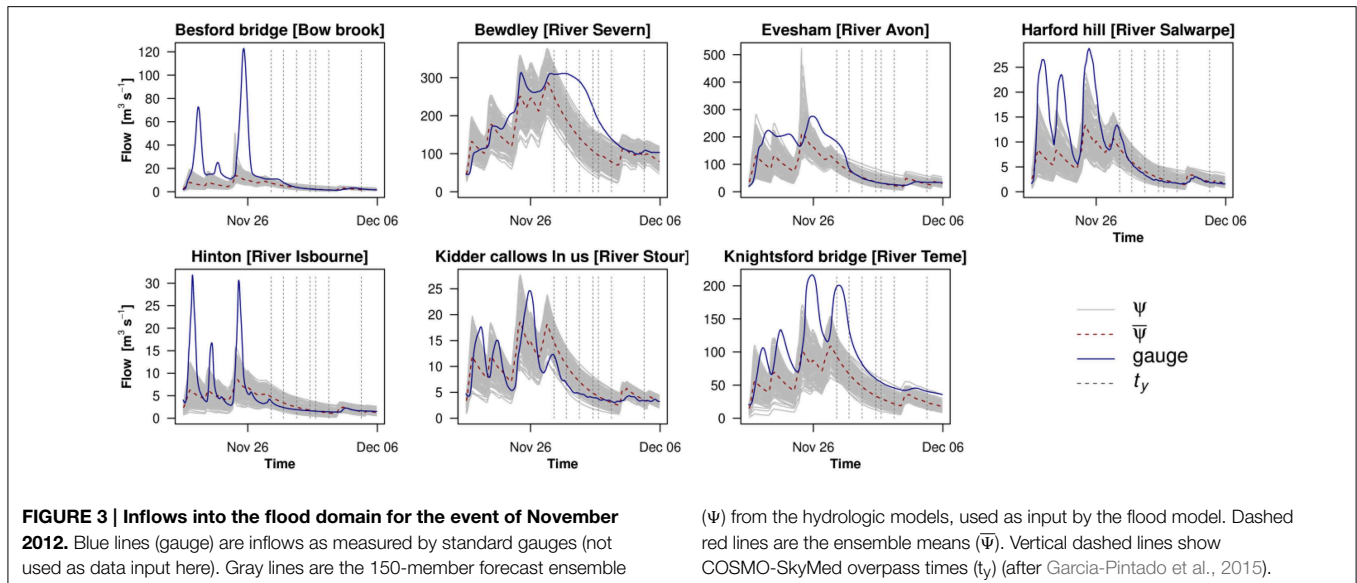 Besford bridge [Bow brook]
Flow [m³ s⁻¹]
120
100
80
60
40
20
0
Nov 26
Dec 06
Bewdley [River Severn]
300
200
100
0
Nov 26
Dec 06
Evesham [River Avon]
500
400
300
200
100
0
Nov 26
Dec 06
Harford hill [River Salwarpe]
25
20
15
10
5
0
Nov 26
Dec 06
Time
Hinton [River Isbourne]
Flow [m³ s⁻¹]
30
25
20
15
10
5
0
Nov 26
Dec 06
Time
Kidder callows ln us [River Stour]
25
20
15
10
5
0
Nov 26
Dec 06
Time
Knightsford bridge [River Teme]
200
150
100
50
0
Nov 26
Dec 06
Time
Ψ
Ψ̅
gauge
t_y
FIGURE 3 | Inflows into the flood domain for the event of November
2012. Blue lines (gauge) are inflows as measured by standard gauges (not
used as data input here). Gray lines are the 150-member forecast ensemble
(Ψ) from the hydrologic models, used as input by the flood model. Dashed
red lines are the ensemble means (Ψ̅). Vertical dashed lines show
COSMO-SkyMed overpass times (t_y) (after Garcia-Pintado et al., 2015).